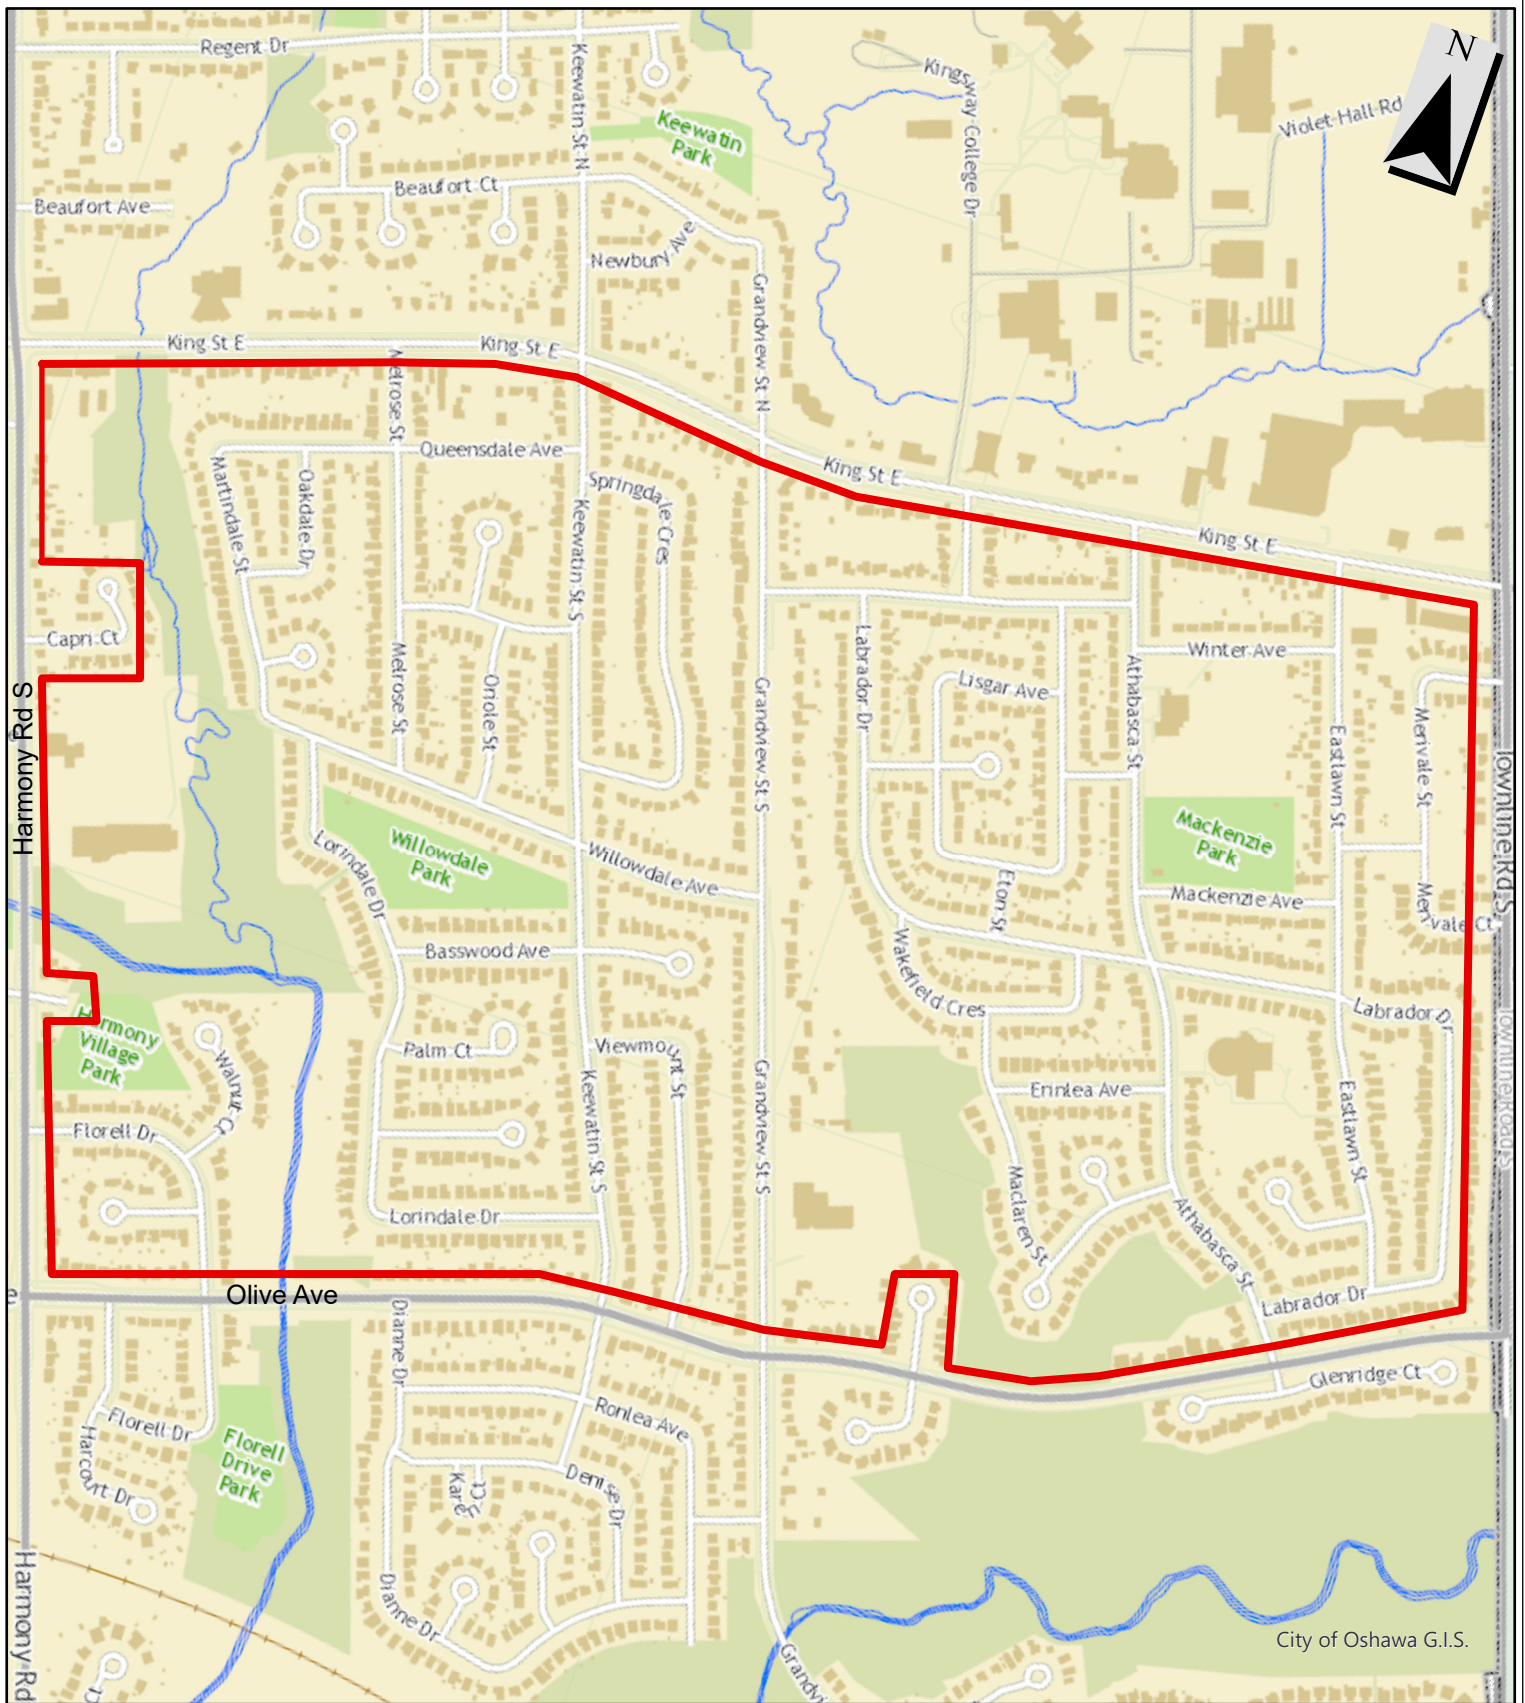 Regent Dr
Keewatin St N
Kingsway College Dr
N
Violet Hall Rd
Keewatin
Park
Beaufort Ct
Beaufort Ave
Newbury Ave
Grandview St N
King St E
King St E
Melrose St
Queensdale Ave
King St E
Martindale St
Oakdale Dr
Springdale Cres
Keewatin St S
King St E
Capri Ct
Melrose St
Oriole St
Labrador Dr
Lisgar Ave
Athabasca St
Winter Ave
Harmony Rd S
Grandview St S
Eastlawn St
Merivale St
Townline Rd S
Lorindale Dr
Willowdale
Park
Willowdale Ave
Mackenzie
Park
Eton St
Mackenzie Ave
Merivale Ct
Basswood Ave
Wakefield Cres
Labrador Dr
Harmony
Village
Park
Walnut Ct
Palm Ct
Viewmount St
Keewatin St S
Grandview St S
Erinlea Ave
Eastlawn St
Townline Road S
Florell Dr
Maclaren St
Athabasca St
Lorindale Dr
Olive Ave
Labrador Dr
Dianne Dr
Glenridge Ct
Florell Dr
Harcourt Dr
Florell
Drive
Park
Ronlea Ave
Karen Ct
Denise Dr
Harmony Rd
Dianne Dr
City of Oshawa G.I.S.